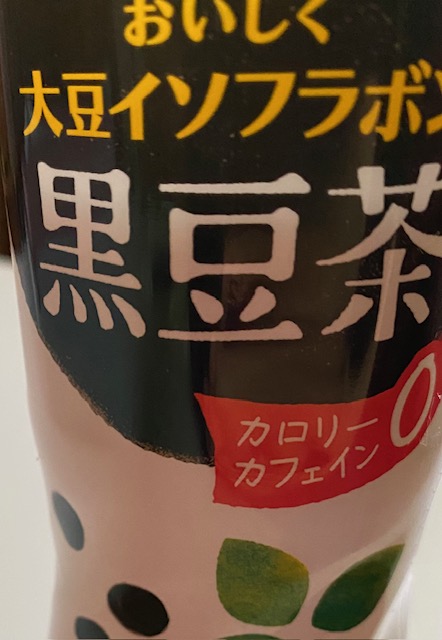 おいしく
大豆イソフラボン
黒豆茶
カロリー
カフェイン 0